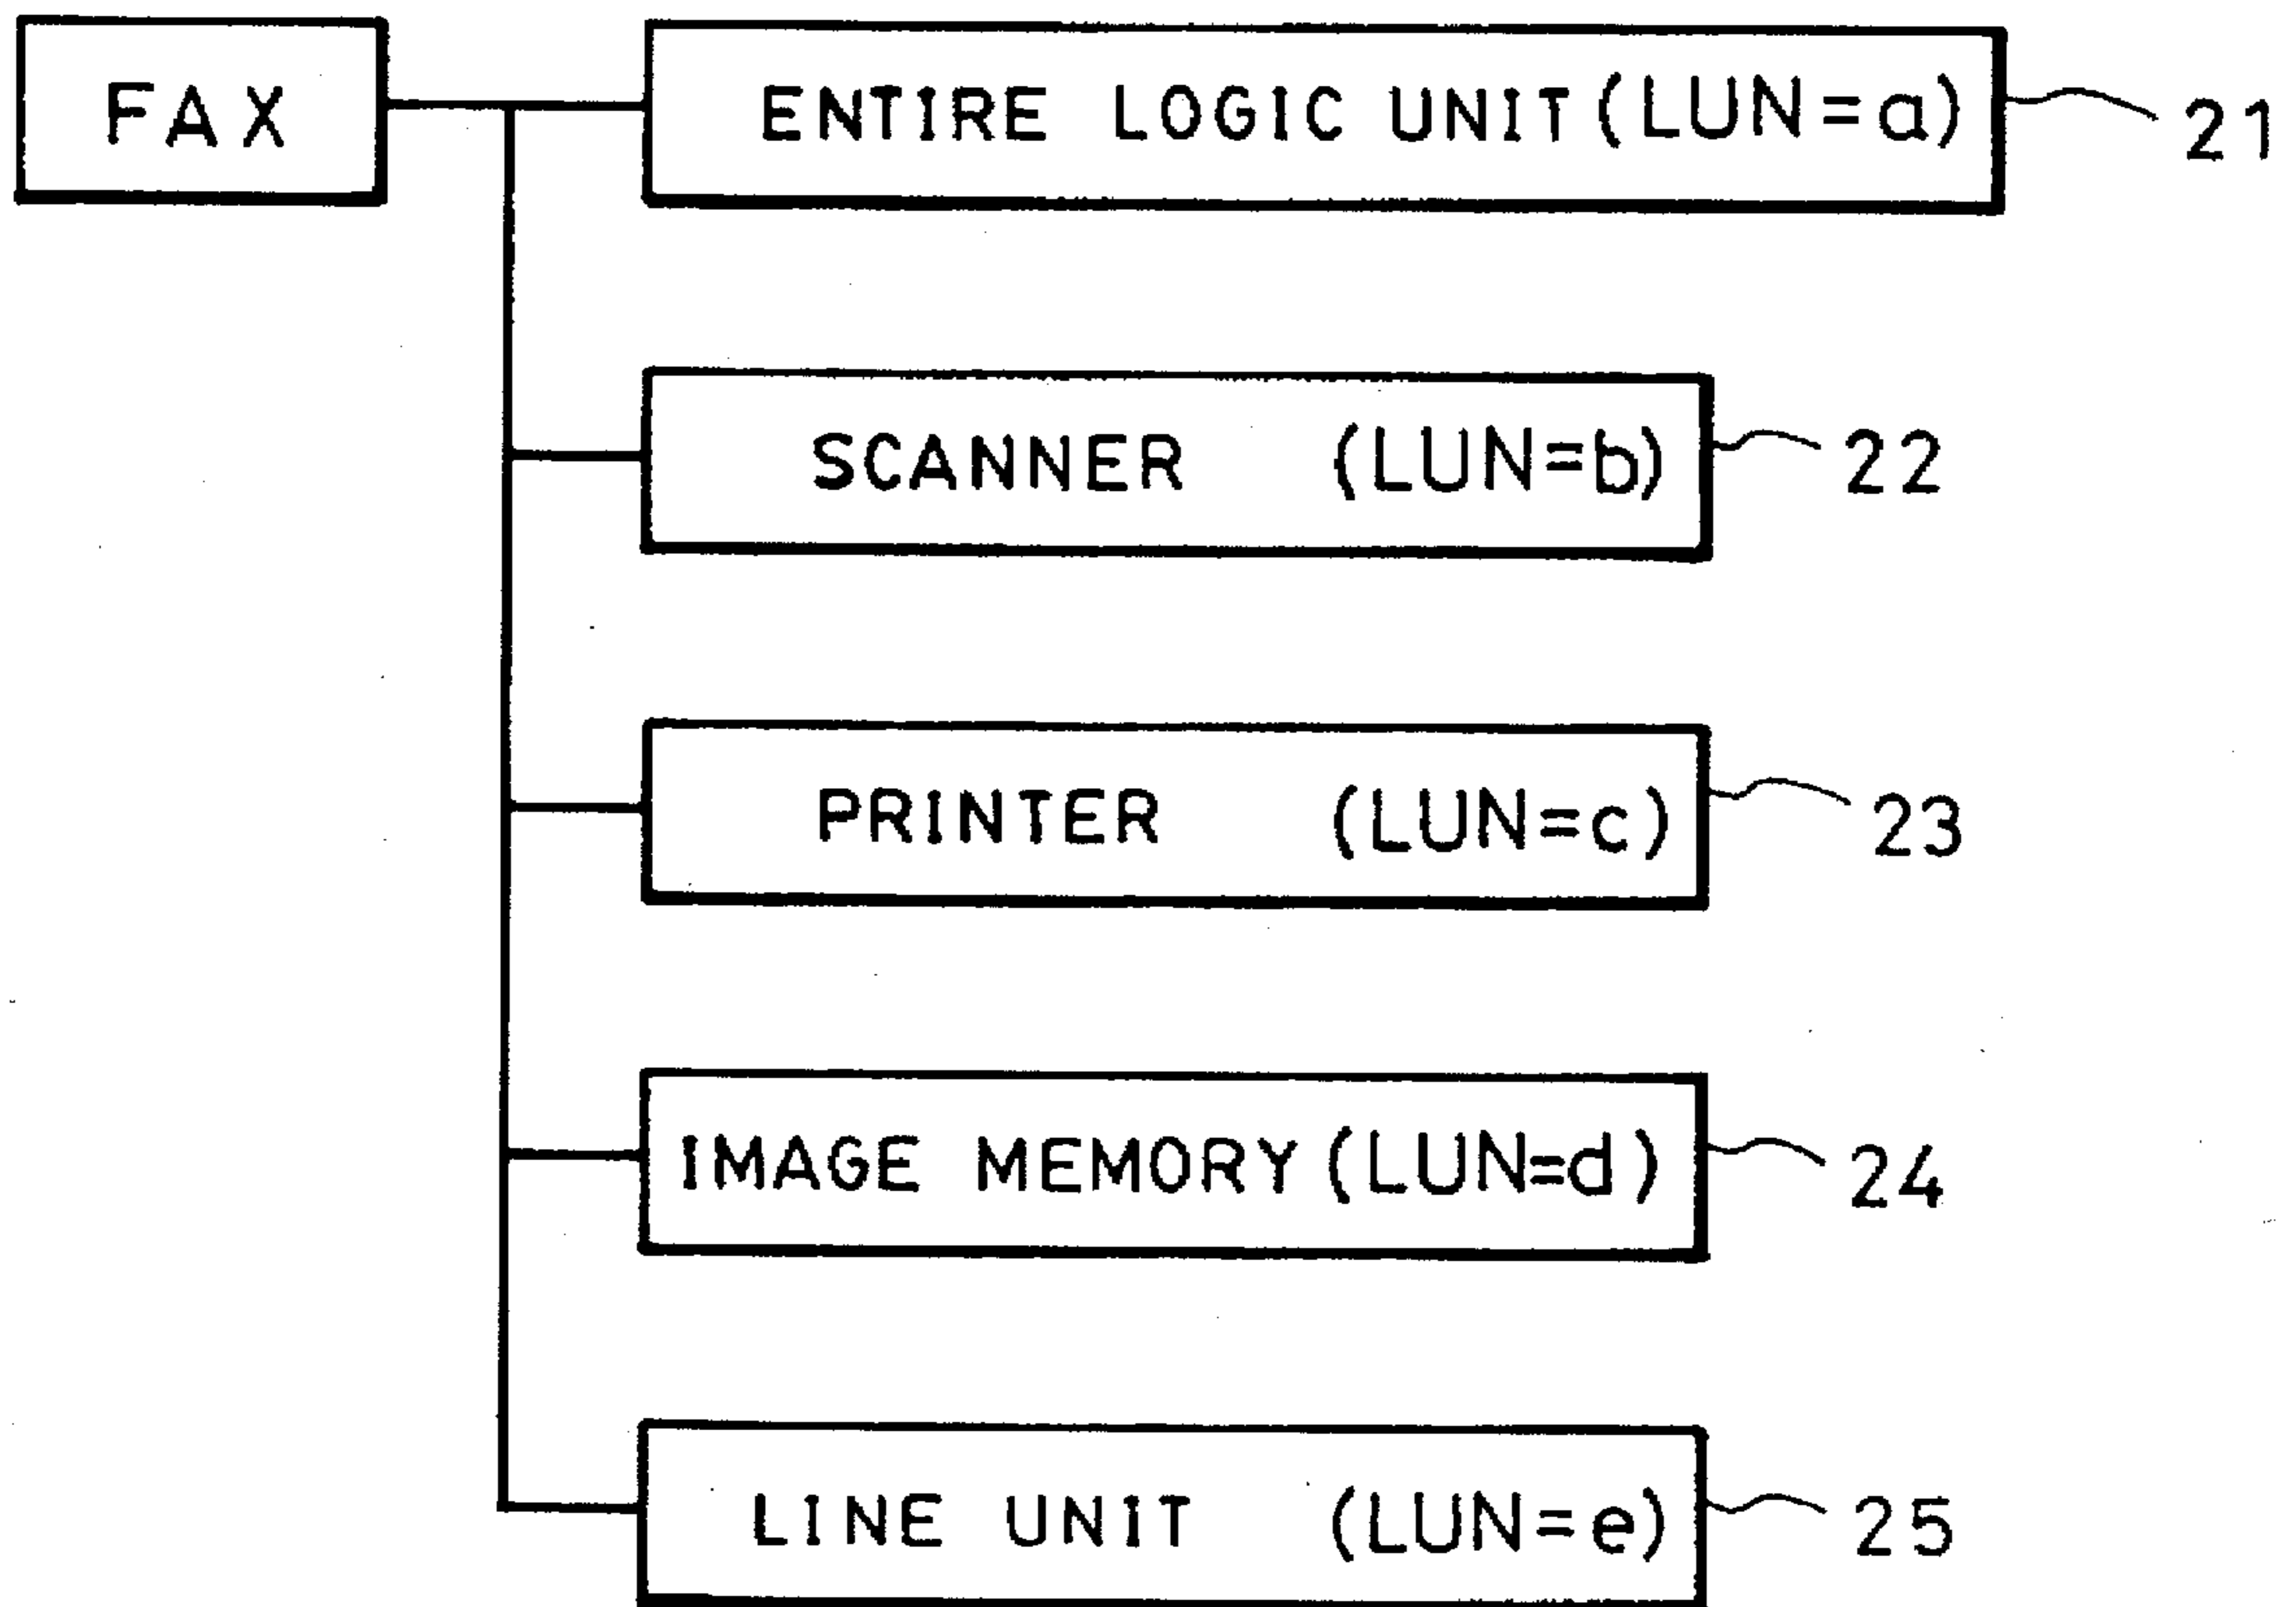 FAX
ENTIRE LOGIC UNIT (LUN=a) 21
SCANNER (LUN=b) 22
PRINTER (LUN=c) 23
IMAGE MEMORY (LUN=d) 24
LINE UNIT (LUN=e) 25